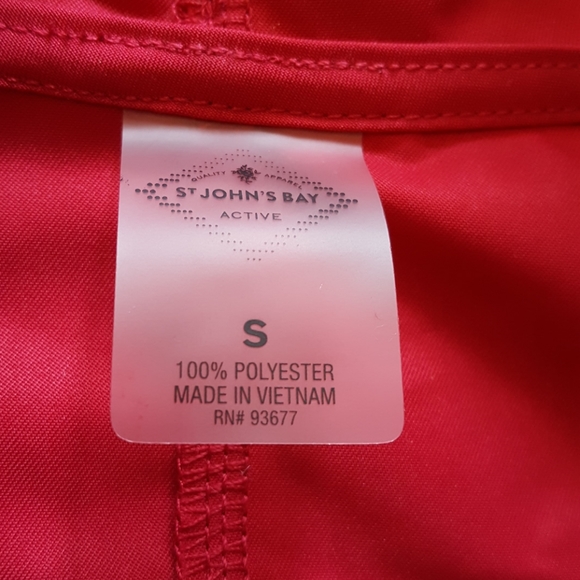 QUALITY APPAREL
ST JOHN'S BAY
ACTIVE
S
100% POLYESTER
MADE IN VIETNAM
RN# 93677